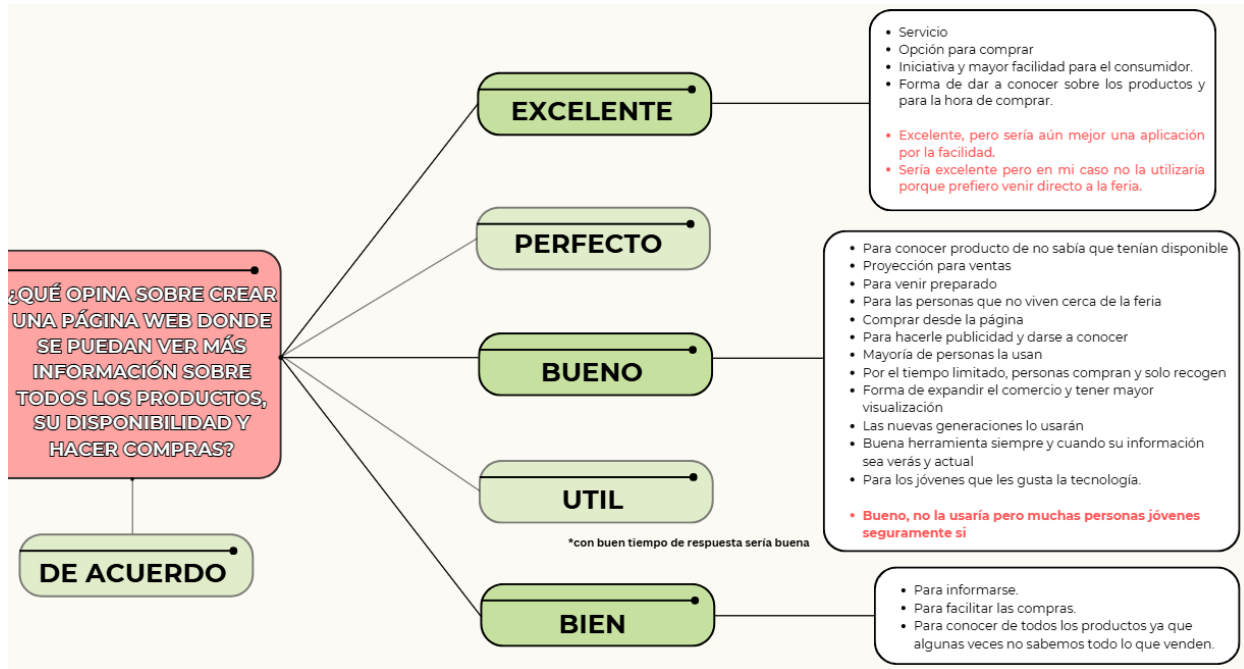 ¿QUÉ OPINA SOBRE CREAR
UNA PÁGINA WEB DONDE
SE PUEDAN VER MÁS
INFORMACIÓN SOBRE
TODOS LOS PRODUCTOS,
SU DISPONIBILIDAD Y
HACER COMPRAS?
DE ACUERDO
EXCELENTE
• Servicio
• Opción para comprar
• Iniciativa y mayor facilidad para el consumidor.
• Forma de dar a conocer sobre los productos y
para la hora de comprar.
• Excelente, pero sería aún mejor una aplicación
por la facilidad.
• Sería excelente pero en mi caso no la utilizaría
porque prefiero venir directo a la feria.
PERFECTO
BUENO
• Para conocer producto de no sabía que tenían disponible
• Proyección para ventas
• Para venir preparado
• Para las personas que no viven cerca de la feria
• Comprar desde la página
• Para hacerle publicidad y darse a conocer
• Mayoría de personas la usan
• Por el tiempo limitado, personas compran y solo recogen
• Forma de expandir el comercio y tener mayor
visualización
• Las nuevas generaciones lo usarán
• Buena herramienta siempre y cuando su información
sea verás y actual
• Para los jóvenes que les gusta la tecnología.
• Bueno, no la usaría pero muchas personas jóvenes
seguramente si
UTIL
*con buen tiempo de respuesta sería buena
BIEN
• Para informarse.
• Para facilitar las compras.
• Para conocer de todos los productos ya que
algunas veces no sabemos todo lo que venden.